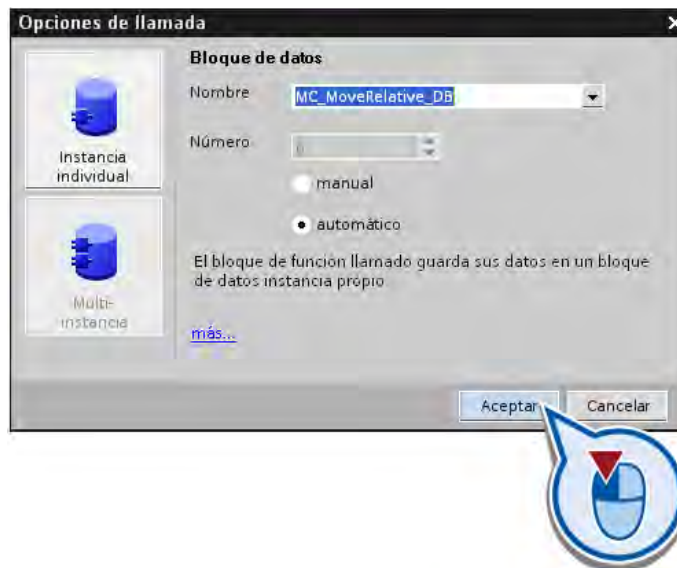 Opciones de llamada
Bloque de datos
Nombre
MC_MoveRelative_DB
Número
Instancia
individual
manual
automático
El bloque de función llamado guarda sus datos en un bloque
de datos instancia propio
Multi-
instancia
más...
Aceptar
Cancelar